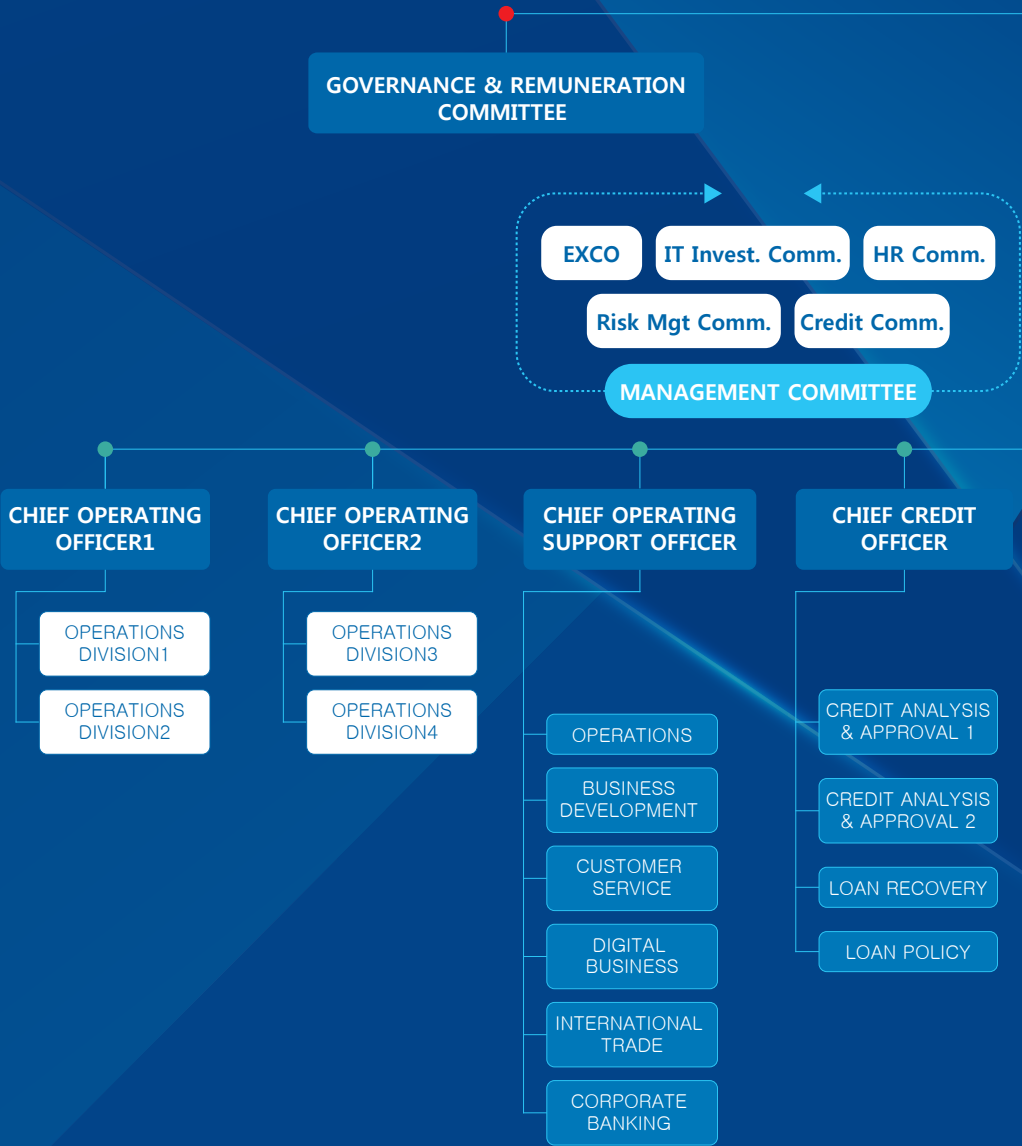 GOVERNANCE & REMUNERATION
COMMITTEE
EXCO
IT Invest. Comm.
HR Comm.
Risk Mgt Comm.
Credit Comm.
MANAGEMENT COMMITTEE
CHIEF OPERATING
OFFICER1
OPERATIONS
DIVISION1
OPERATIONS
DIVISION2
CHIEF OPERATING
OFFICER2
OPERATIONS
DIVISION3
OPERATIONS
DIVISION4
CHIEF OPERATING
SUPPORT OFFICER
OPERATIONS
BUSINESS
DEVELOPMENT
CUSTOMER
SERVICE
DIGITAL
BUSINESS
INTERNATIONAL
TRADE
CORPORATE
BANKING
CHIEF CREDIT
OFFICER
CREDIT ANALYSIS
& APPROVAL 1
CREDIT ANALYSIS
& APPROVAL 2
LOAN RECOVERY
LOAN POLICY